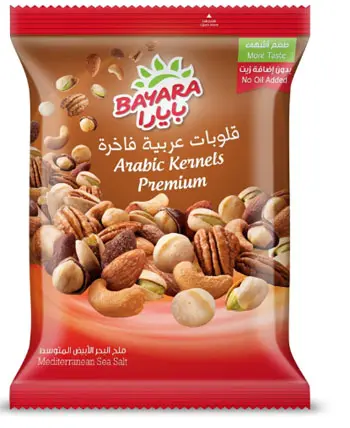 طعم أشهى
More Taste
بدون إضافة زيت
No Oil Added
BAYARA
بايارا
قلوبات عربية فاخرة
Arabic Kernels
Premium
ملح البحر الأبيض المتوسط
Mediterranean Sea Salt